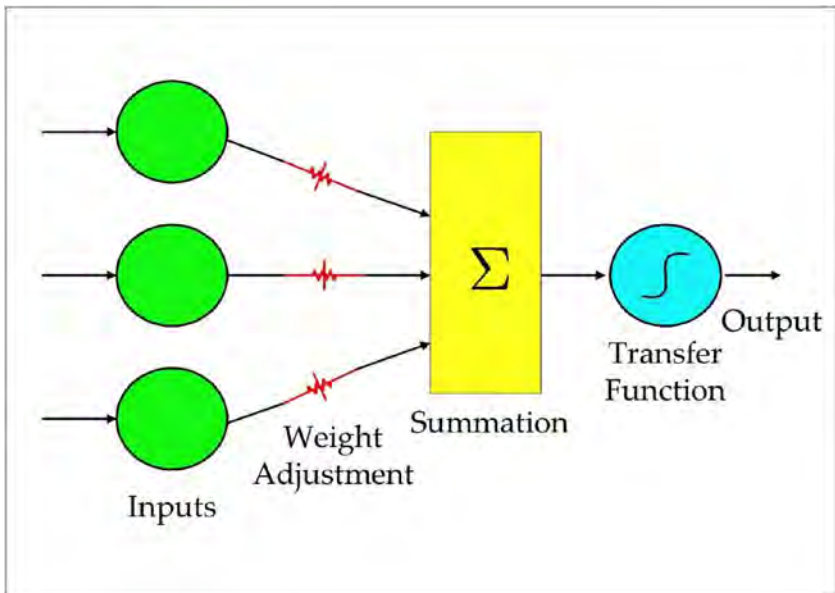 Σ
Output
Transfer
Function
Summation
Weight
Adjustment
Inputs